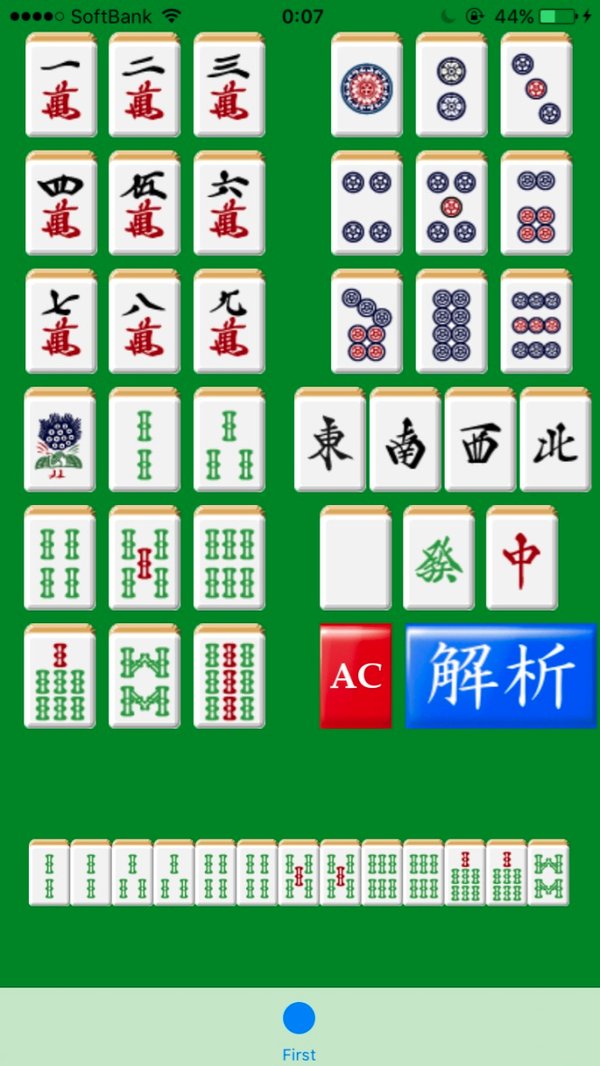 SoftBank 0:07 44%
一萬 二萬 三萬
四萬 伍萬 六萬
七萬 八萬 九萬
東 南 西 北
發 中
AC 解析
First